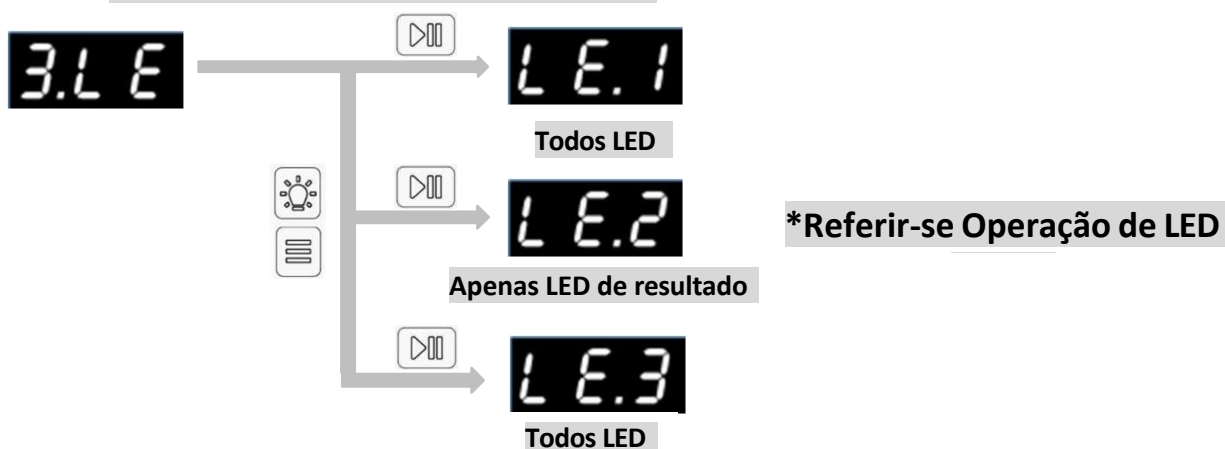 3.LE
LE.1
Todos LED
LE.2
*Referir-se Operação de LED
Apenas LED de resultado
LE.3
Todos LED